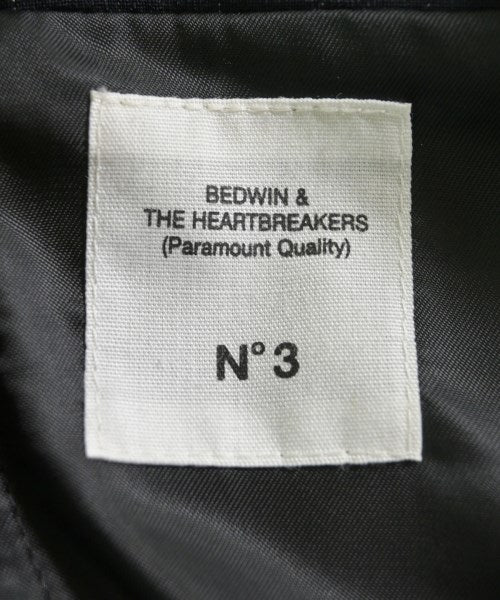 BEDWIN &
THE HEARTBREAKERS
(Paramount Quality)
N° 3